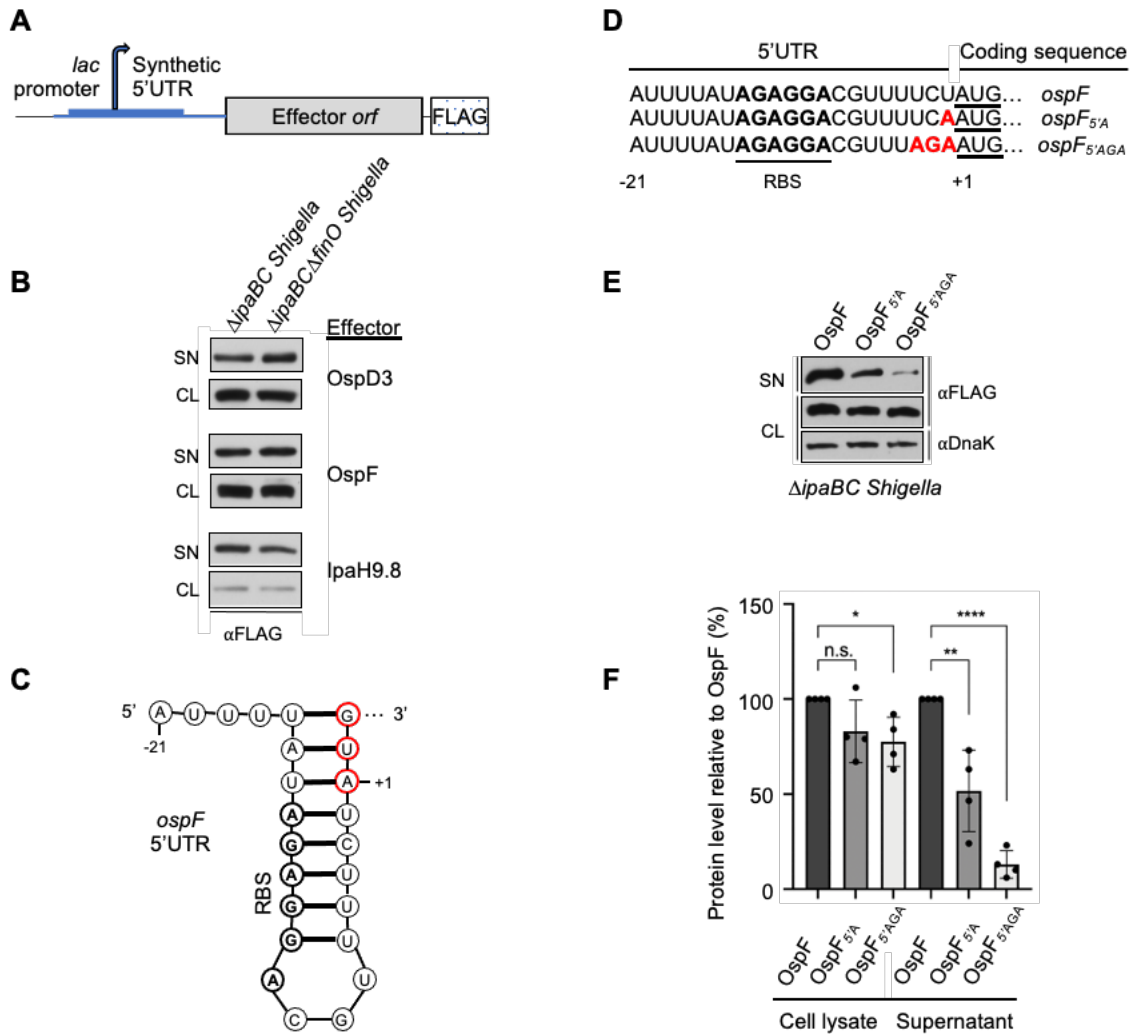 A
lac
promoter
Synthetic
5'UTR
Effector orf
FLAG
B
ΔipaBC Shigella
ΔipaBCΔfinO Shigella
Effector
SN
OspD3
CL
SN
OspF
CL
SN
IpaH9.8
CL
αFLAG
C
5'
A U U U U G ... 3'
-21
A U
U A +1
A U
G C
A U
G U
G U
A U
C G
ospF
5'UTR
RBS
D
5'UTR
Coding sequence
AUUUUAUAGAGGACGUUUUCUAUG... ospF
AUUUUAUAGAGGACGUUUUCAAUG... ospF5'A
AUUUUAUAGAGGACGUUUAGAAUG... ospF5'AGA
-21 RBS +1
E
OspF
OspF5'A
OspF5'AGA
SN
αFLAG
CL
αDnaK
ΔipaBC Shigella
F
Protein level relative to OspF (%)
150
100
50
0
n.s.
*
**
****
OspF
OspF5'A
OspF5'AGA
OspF
OspF5'A
OspF5'AGA
Cell lysate
Supernatant